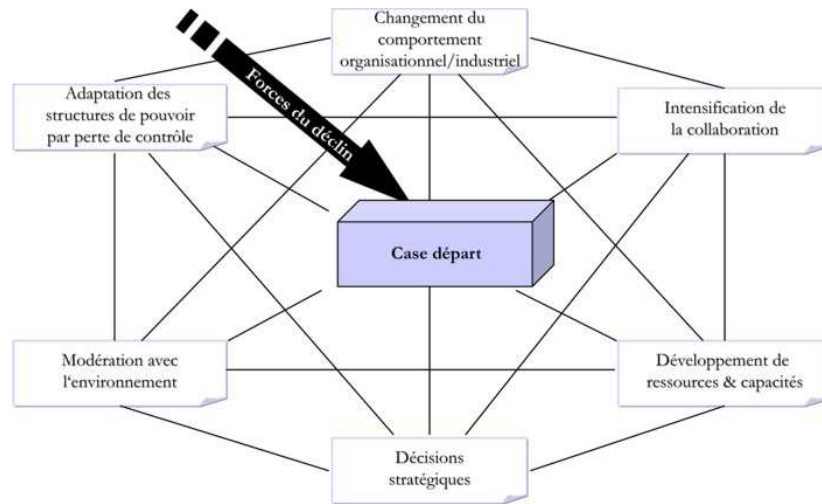 Changement du
comportement
organisationnel/industriel
Forces du déclin
Adaptation des
structures de pouvoir
par perte de contrôle
Intensification de
la collaboration
Case départ
Modération avec
l‘environnement
Développement de
ressources & capacités
Décisions
stratégiques